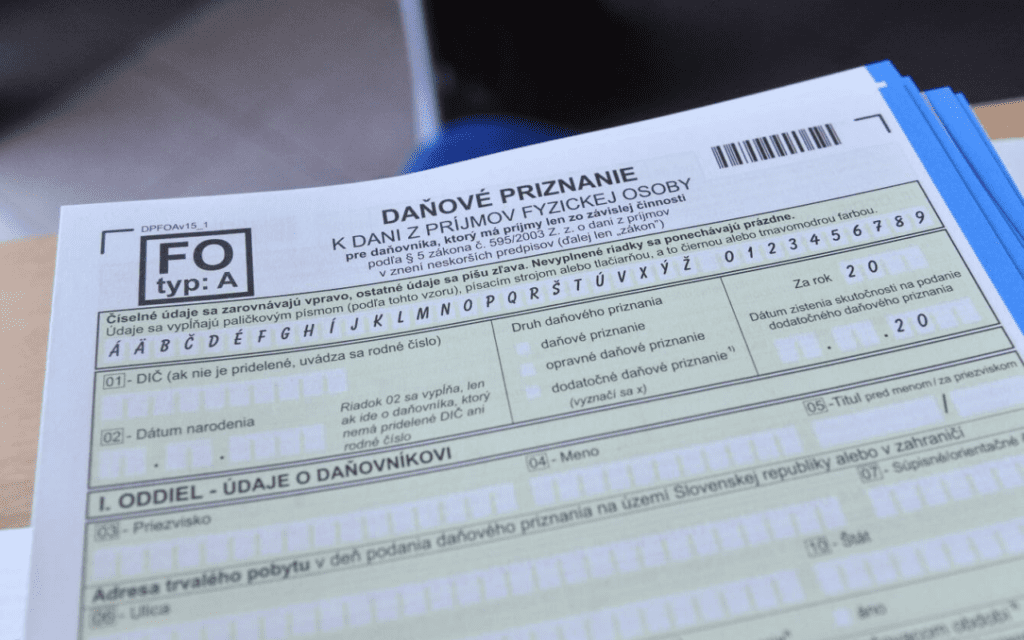 DPFOAv15_1
FO
typ: A
DAŇOVÉ PRIZNANIE
K DANI Z PRÍJMOV FYZICKEJ OSOBY
pre daňovníka, ktorý má príjmy len zo závislej činnosti
podľa § 5 zákona č. 595/2003 Z. z. o dani z príjmov
v znení neskorších predpisov (ďalej len „zákon")
Číselné údaje sa zarovnávajú vpravo, ostatné údaje sa píšu zľava. Nevyplnené riadky sa ponechávajú prázdne.
Údaje sa vypĺňajú paličkovým písmom (podľa tohto vzoru), písacím strojom alebo tlačiarňou, a to čiernou alebo tmavomodrou farbou.
Á Ä B Č D É F G H Í J K L M N O P Q R Š T Ú V X Ý Ž 0 1 2 3 4 5 6 7 8 9
01 - DIČ (ak nie je pridelené, uvádza sa rodné číslo)
02 - Dátum narodenia
. .
Riadok 02 sa vypĺňa, len
ak ide o daňovníka, ktorý
nemá pridelené DIČ ani
rodné číslo
Druh daňového priznania
daňové priznanie
opravné daňové priznanie
dodatočné daňové priznanie¹⁾
(vyznačí sa x)
Za rok 20
Dátum zistenia skutočnosti na podanie
dodatočného daňového priznania
. . 20
I. ODDIEL - ÚDAJE O DAŇOVNÍKOVI
03 - Priezvisko
04 - Meno
05 - Titul pred menom / za priezviskom
/
Adresa trvalého pobytu v deň podania daňového priznania na území Slovenskej republiky alebo v zahraničí
06 - Ulica
07 - Súpisné/orientačné
10 - Štát
áno